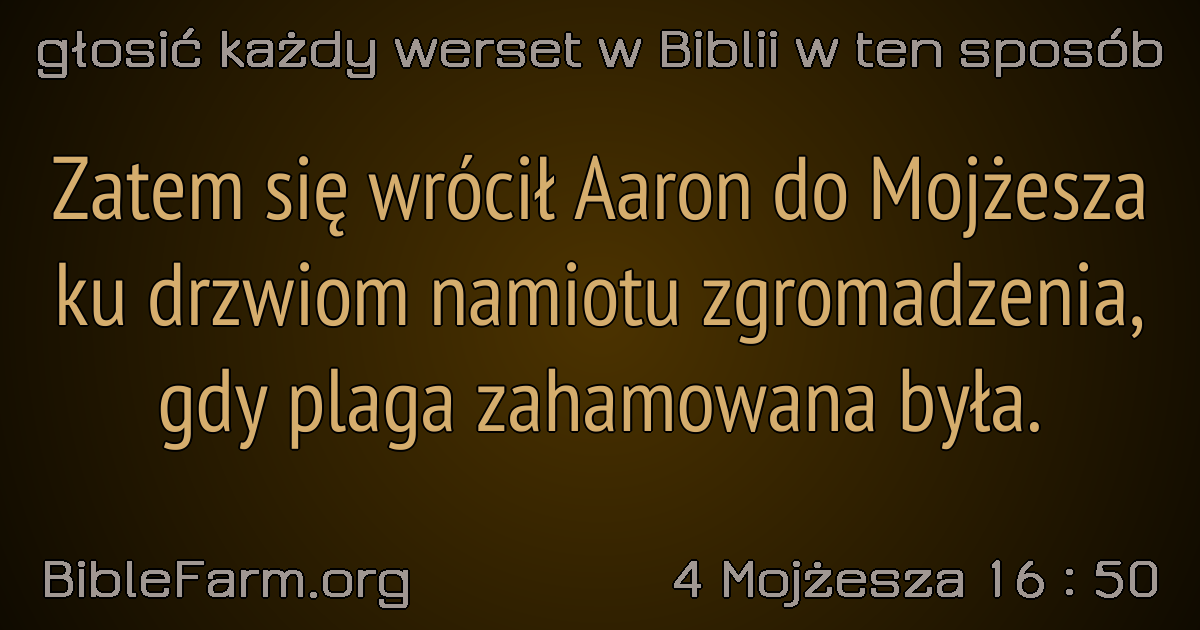 głosić każdy werset w Biblii w ten sposób
Zatem się wrócił Aaron do Mojżesza
ku drzwiom namiotu zgromadzenia,
gdy plaga zahamowana była.
BibleFarm.org
4 Mojżesza 16 : 50